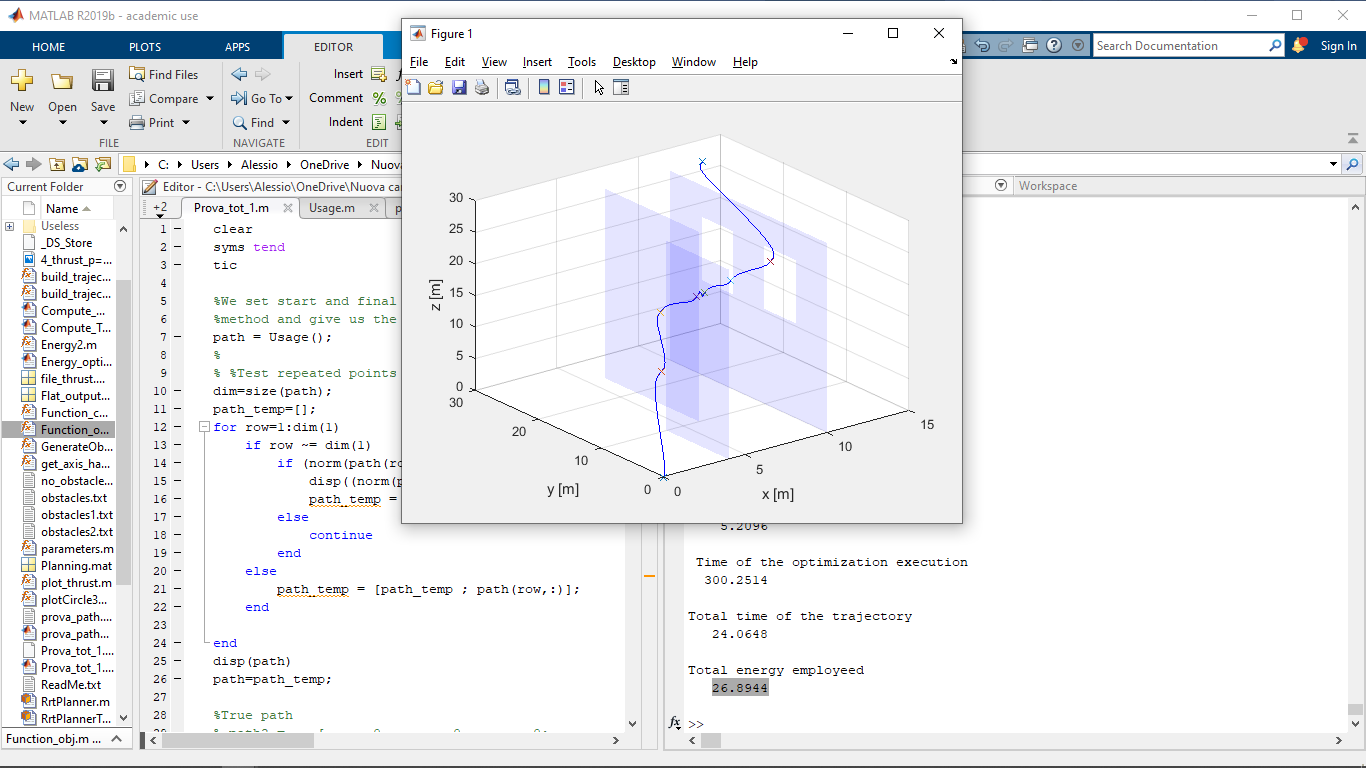 MATLAB R2019b - academic use
HOME PLOTS APPS EDITOR
Search Documentation
Sign In
New Open Save
Find Files
Compare
Print
Go To
Find
Insert
Comment
Indent
FILE NAVIGATE EDIT
C: Users Alessio OneDrive Nuova
Current Folder
Name
Useless
_DS_Store
4_thrust_p=...
build_trajec...
build_trajec...
Compute_...
Compute_T...
Energy2.m
Energy_opti...
file_thrust....
Flat_output...
Function_c...
Function_o...
GenerateOb...
get_axis_ha...
no_obstacle...
obstacles.txt
obstacles1.txt
obstacles2.txt
parameters.m
Planning.mat
plot_thrust.m
plotCircle3...
prova_path....
prova_path...
Prova_tot_1....
Prova_tot_1....
ReadMe.txt
RrtPlanner.m
RrtPlannerT...
Function_obj.m ...
Editor - C:\Users\Alessio\OneDrive\Nuova car
+2 Prova_tot_1.m Usage.m p
1 clear
2 syms tend
3 tic
4
5 %We set start and final
6 %method and give us the
7 path = Usage();
8 %
9 % %Test repeated points
10 dim=size(path);
11 path_temp=[];
12 for row=1:dim(1)
13 if row ~= dim(1)
14 if (norm(path(ro
15 disp((norm(p
16 path_temp =
17 else
18 continue
19 end
20 else
21 path_temp = [path_temp ; path(row,:)];
22 end
23
24 end
25 disp(path)
26 path=path_temp;
27
28 %True path
Figure 1
File Edit View Insert Tools Desktop Window Help
30
25
20
15
10
5
0
z [m]
30
20
10
0
y [m]
0
5
10
15
x [m]
Workspace
5.2096
Time of the optimization execution
300.2514
Total time of the trajectory
24.0648
Total energy employeed
26.8944
fx >>